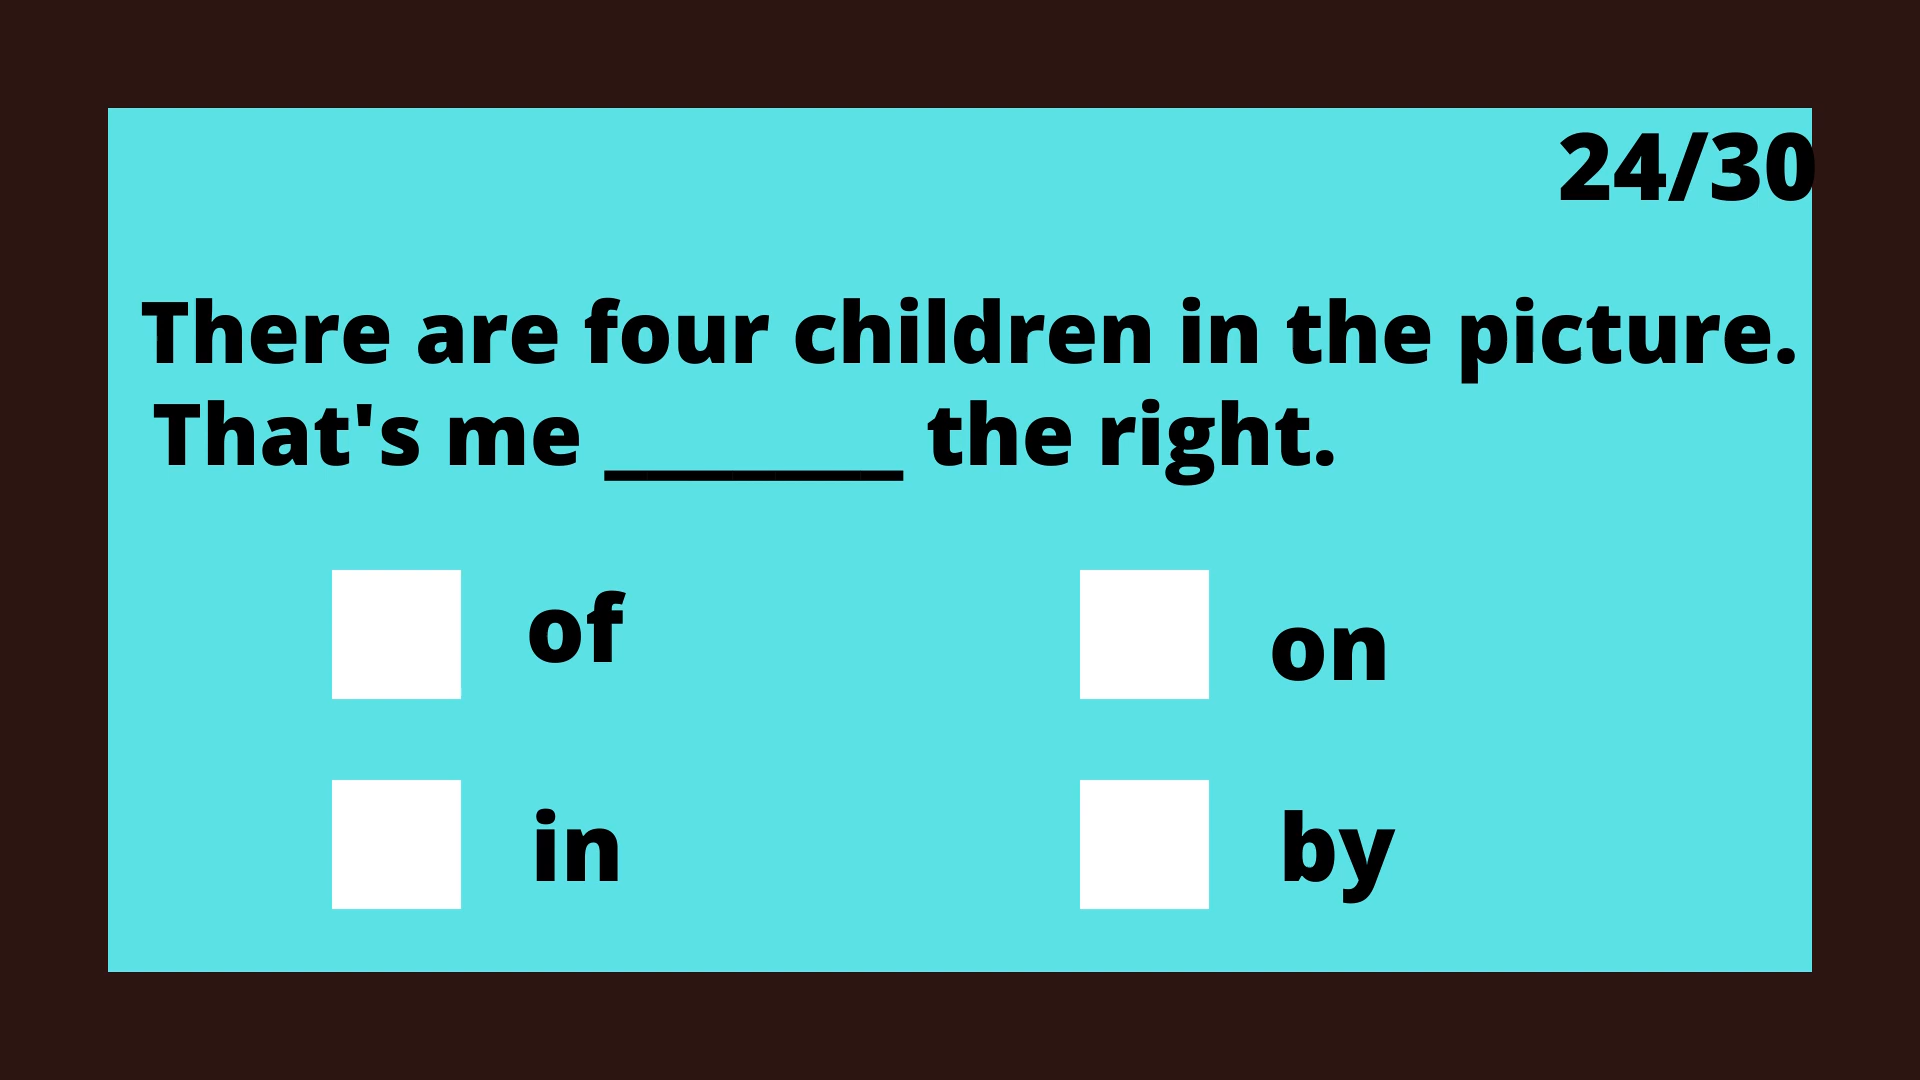 24/30
There are four children in the picture.
That's me _______ the right.
of
on
in
by